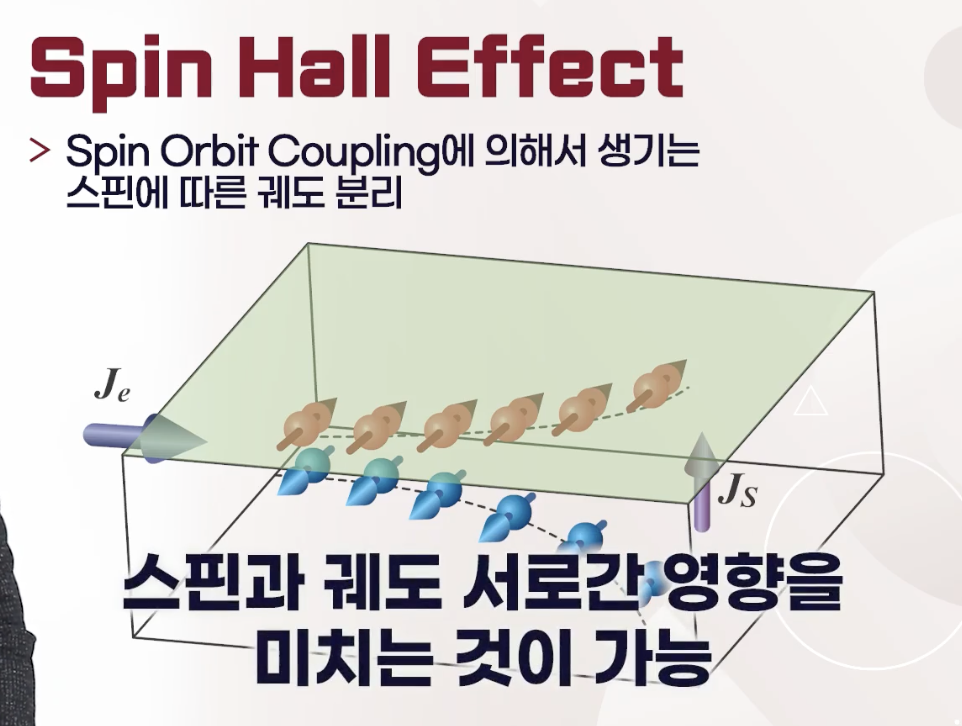 Spin Hall Effect
> Spin Orbit Coupling에 의해서 생기는
스핀에 따른 궤도 분리
Je
JS
스핀과 궤도 서로간 영향을
미치는 것이 가능